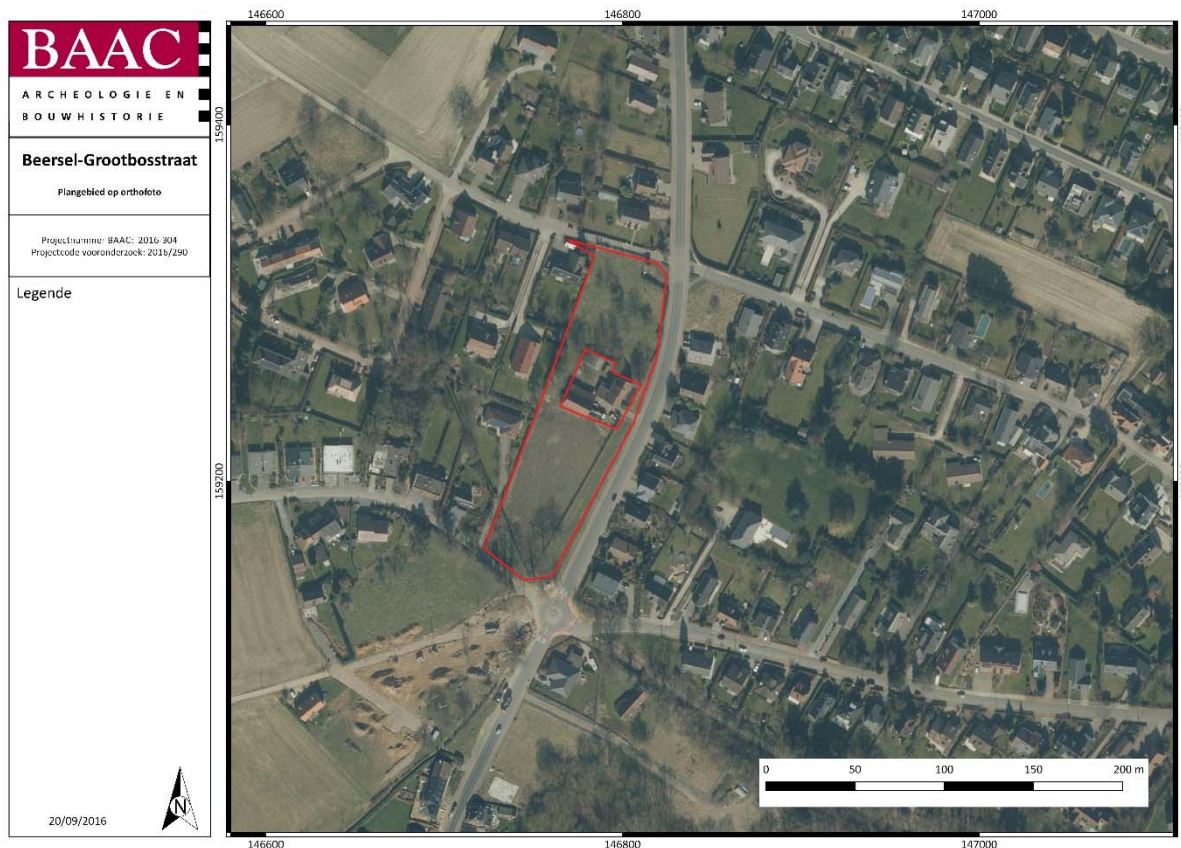 BAAC
ARCHEOLOGIE EN
BOUWHISTORIE
Beersel-Grootbosstraat
Plangebied op orthofoto
Projectnummer BAAC: 2016-304
Projectcode vooronderzoek: 2016/290
Legende
N
20/09/2016
146600 146800 147000
159400
159200
0 50 100 150 200 m
146600 146800 147000